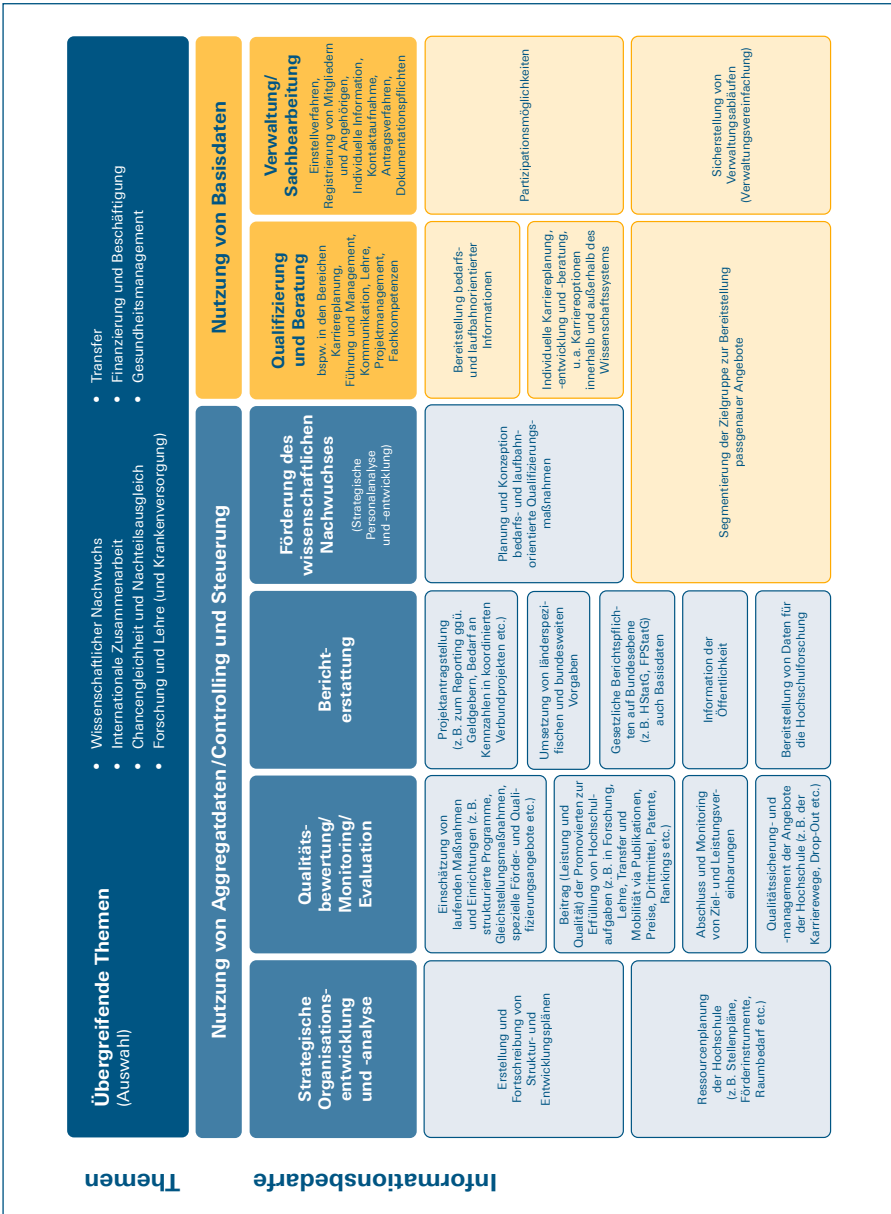 Themen
Übergreifende Themen
(Auswahl)
• Wissenschaftlicher Nachwuchs
• Internationale Zusammenarbeit
• Chancengleichheit und Nachteilsausgleich
• Forschung und Lehre (und Krankenversorgung)
• Transfer
• Finanzierung und Beschäftigung
• Gesundheitsmanagement
Informationsbedarfe
Nutzung von Aggregatdaten/Controlling und Steuerung
Nutzung von Basisdaten
Strategische
Organisations-
entwicklung
und -analyse
Qualitäts-
bewertung/
Monitoring/
Evaluation
Bericht-
erstattung
Förderung des
wissenschaftlichen
Nachwuchses
(Strategische
Personalanalyse
und -entwicklung)
Qualifizierung
und Beratung
bspw. in den Bereichen
Karriereplanung,
Führung und Management,
Kommunikation, Lehre,
Projektmanagement,
Fachkompetenzen
Verwaltung/
Sachbearbeitung
Einstellverfahren,
Registrierung von Mitgliedern
und Angehörigen,
Individuelle Information,
Kontaktaufnahme,
Antragsverfahren,
Dokumentationspflichten
Erstellung und
Fortschreibung von
Struktur- und
Entwicklungsplänen
Ressourcenplanung
der Hochschule
(z. B. Stellenpläne,
Förderinstrumente,
Raumbedarf etc.)
Einschätzung von
laufenden Maßnahmen
und Einrichtungen (z. B.
strukturierte Programme,
Gleichstellungsmaßnahmen,
spezielle Förder- und Quali-
fizierungsangebote etc.)
Beitrag (Leistung und
Qualität) der Promovierten zur
Erfüllung von Hochschul-
aufgaben (z. B. in Forschung,
Lehre, Transfer und
Mobilität via Publikationen,
Preise, Drittmittel, Patente,
Rankings etc.)
Abschluss und Monitoring
von Ziel- und Leistungsver-
einbarungen
Qualitätssicherung- und
-management der Angebote
der Hochschule (z. B. der
Karrierewege, Drop-Out etc.)
Projektantragstellung
(z. B. zum Reporting ggü.
Geldgebern, Bedarf an
Kennzahlen in koordinierten
Verbundprojekten etc.)
Umsetzung von länderspezi-
fischen und bundesweiten
Vorgaben
Gesetzliche Berichtspflich-
ten auf Bundesebene
(z. B. HStatG, FPStatG)
auch Basisdaten
Information der
Öffentlichkeit
Bereitstellung von Daten für
die Hochschulforschung
Planung und Konzeption
bedarfs- und laufbahn-
orientierte Qualifizierungs-
maßnahmen
Bereitstellung bedarfs-
und laufbahnorientierter
Informationen
Individuelle Karriereplanung,
-entwicklung und -beratung,
u. a. Karriereoptionen
innerhalb und außerhalb des
Wissenschaftssystems
Segmentierung der Zielgruppe zur Bereitstellung
passgenauer Angebote
Partizipationsmöglichkeiten
Sicherstellung von
Verwaltungsabläufen
(Verwaltungsvereinfachung)